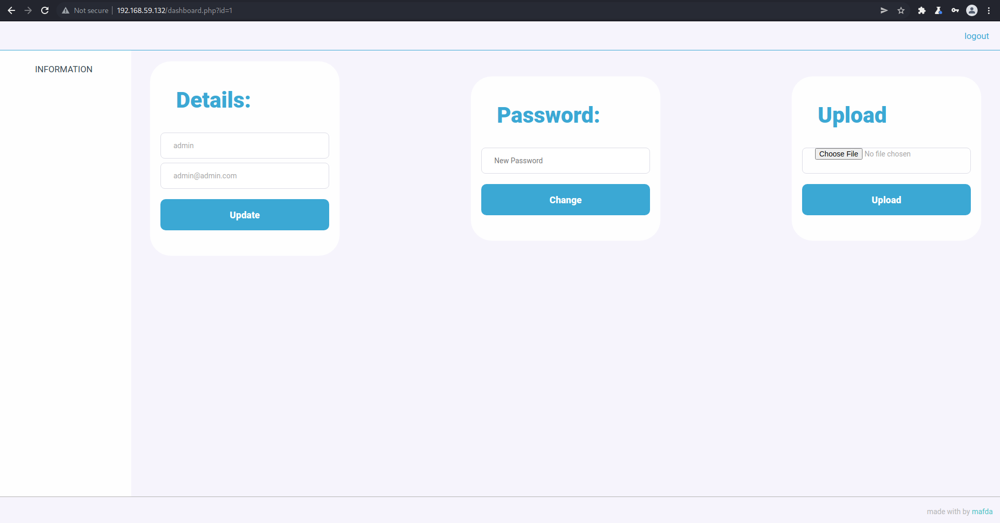 Not secure 192.168.59.132/dashboard.php?id=1
logout
INFORMATION
Details:
admin
admin@admin.com
Update
Password:
New Password
Change
Upload
Choose File No file chosen
Upload
made with by mafda